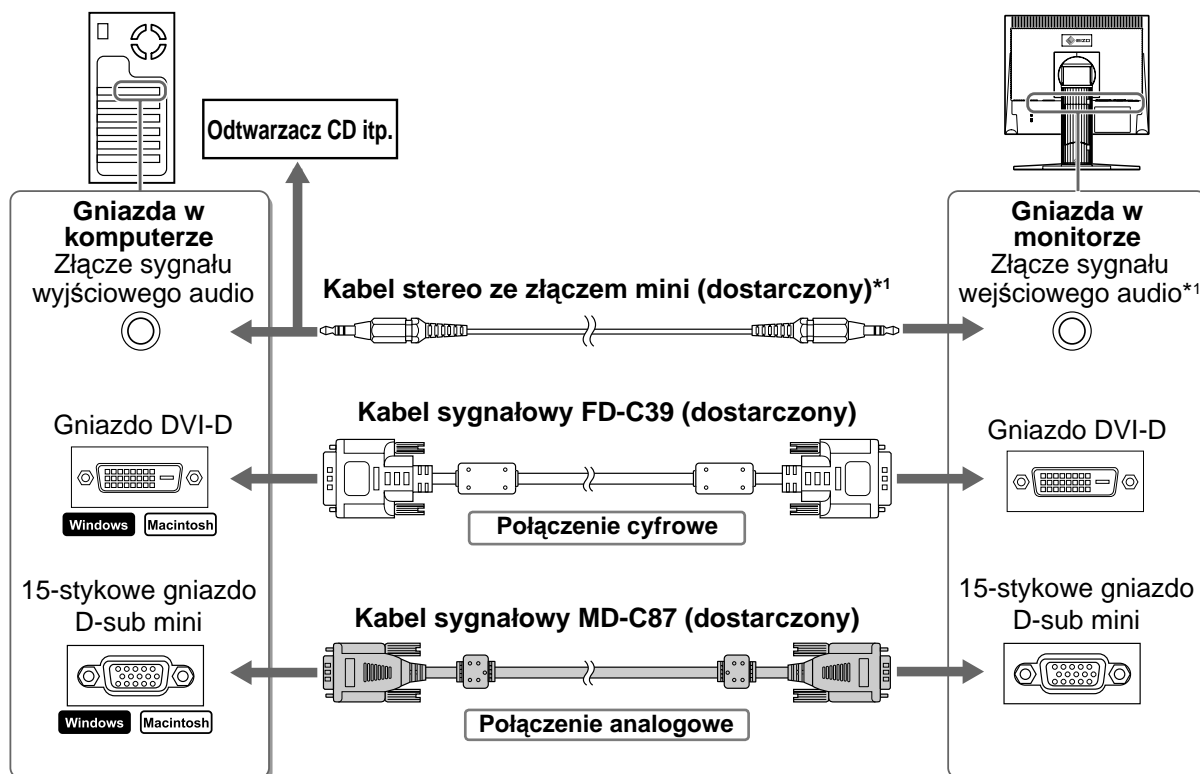 EIZO
Odtwarzacz CD itp.
Gniazda w
komputerze
Złącze sygnału
wyjściowego audio
Kabel stereo ze złączem mini (dostarczony)*1
Gniazda w
monitorze
Złącze sygnału
wejściowego audio*1
Gniazdo DVI-D
Windows
Macintosh
Kabel sygnałowy FD-C39 (dostarczony)
Połączenie cyfrowe
Gniazdo DVI-D
15-stykowe gniazdo
D-sub mini
Windows
Macintosh
Kabel sygnałowy MD-C87 (dostarczony)
Połączenie analogowe
15-stykowe gniazdo
D-sub mini